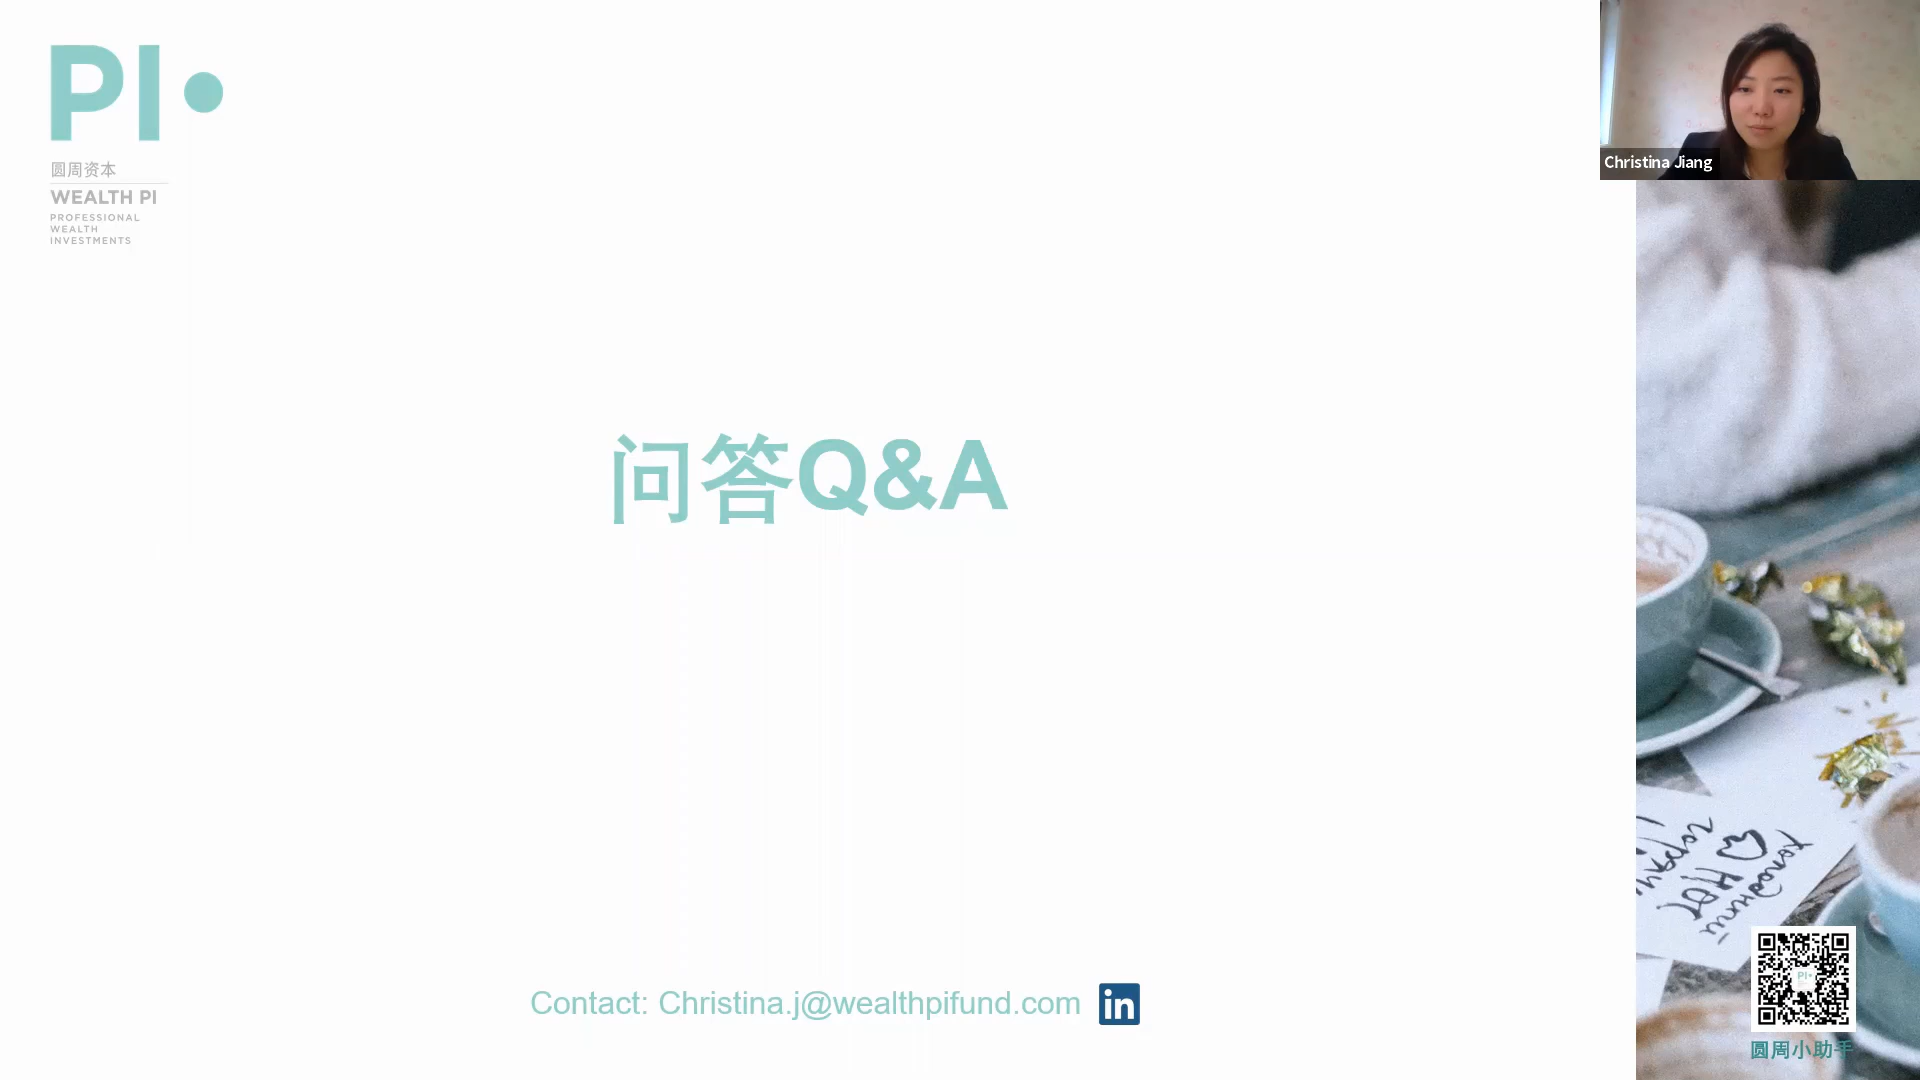 PI
圆周资本
WEALTH PI
PROFESSIONAL
WEALTH
INVESTMENTS
Christina Jiang
问答Q&A
Contact: Christina.j@wealthpifund.com
in
PI
圆周小助手